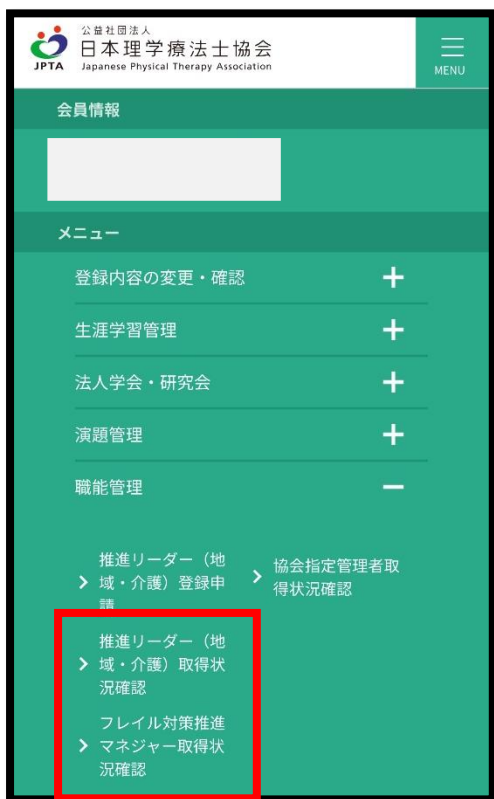 公益社団法人
日本理学療法士協会
JPTA Japanese Physical Therapy Association
MENU
会員情報
メニュー
登録内容の変更・確認
生涯学習管理
法人学会・研究会
演題管理
職能管理
推進リーダー（地
域・介護）登録申
請
協会指定管理者取
得状況確認
推進リーダー（地
域・介護）取得状
況確認
フレイル対策推進
マネジャー取得状
況確認